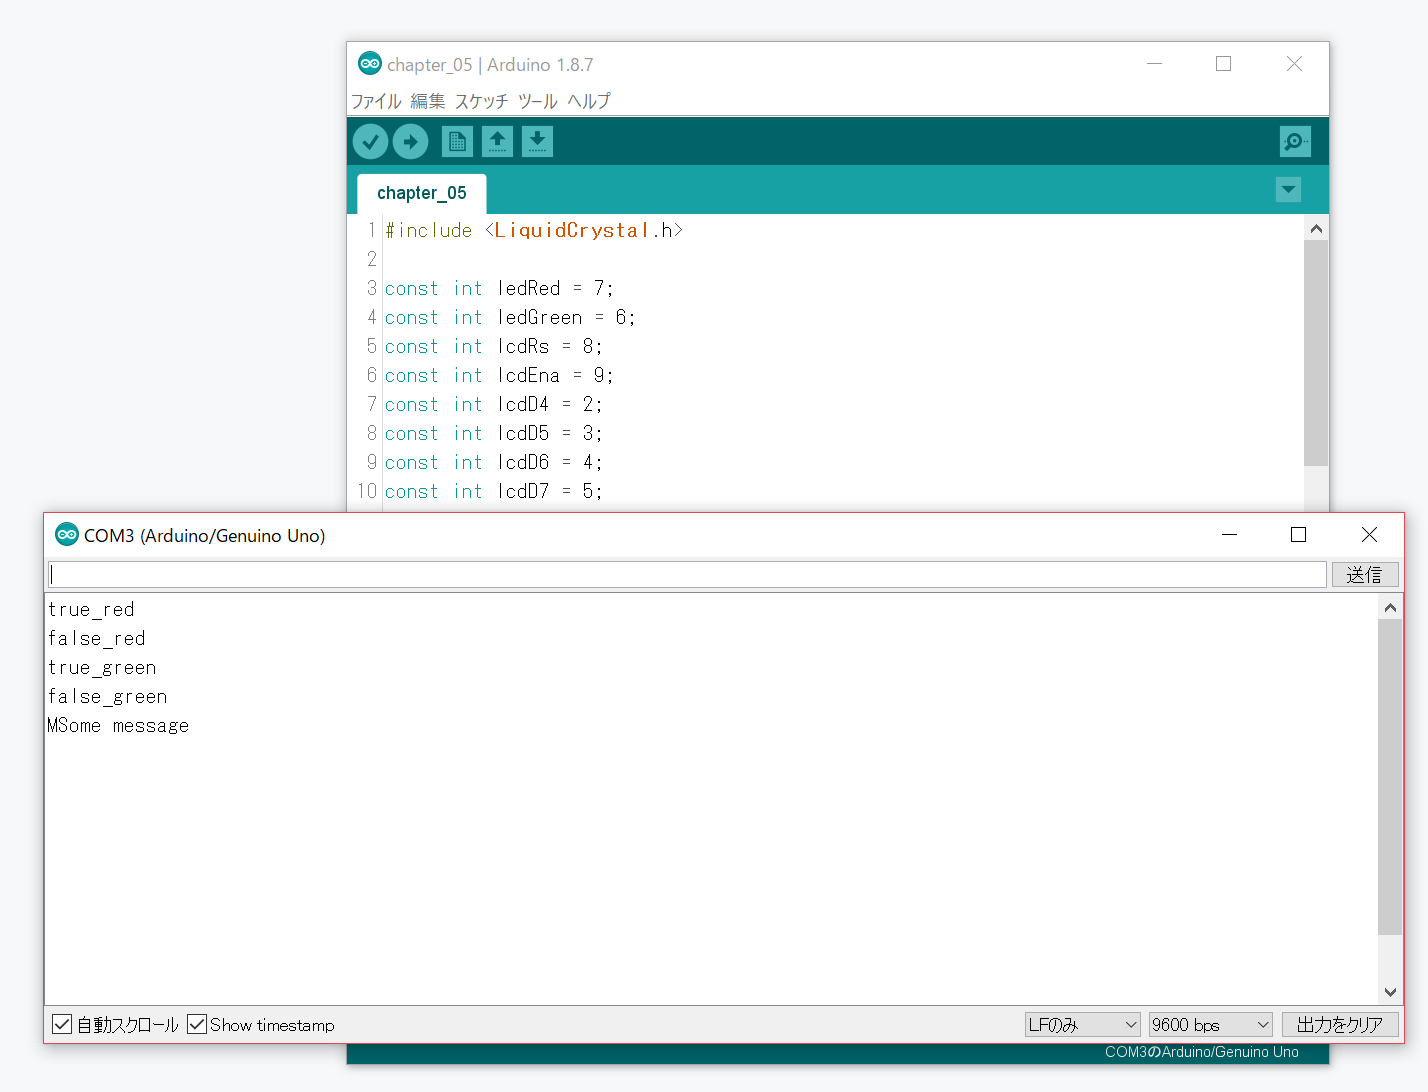 chapter_05 | Arduino 1.8.7
ファイル 編集 スケッチ ツール ヘルプ
chapter_05
1 #include <LiquidCrystal.h>
2
3 const int ledRed = 7;
4 const int ledGreen = 6;
5 const int lcdRs = 8;
6 const int lcdEna = 9;
7 const int lcdD4 = 2;
8 const int lcdD5 = 3;
9 const int lcdD6 = 4;
10 const int lcdD7 = 5;
COM3 (Arduino/Genuino Uno)
送信
true_red
false_red
true_green
false_green
MSome message
自動スクロール Show timestamp LFのみ 9600 bps 出力をクリア
COM3のArduino/Genuino Uno